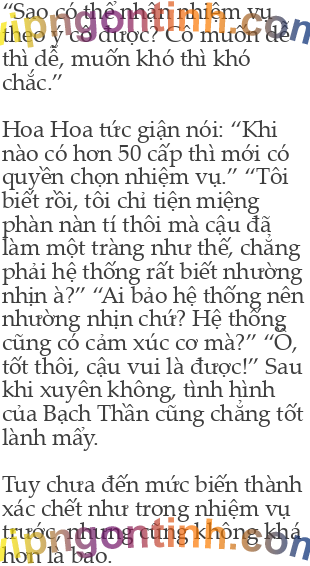 “Sao có thể nhận nhiệm vụ
theo ý cô được? Cô muốn dễ
thì dễ, muốn khó thì khó
chắc.”
Hoa Hoa tức giận nói: “Khi
nào có hơn 50 cấp thì mới có
quyền chọn nhiệm vụ.” “Tôi
biết rồi, tôi chỉ tiện miệng
phàn nàn tí thôi mà cậu đã
làm một tràng như thế, chẳng
phải hệ thống rất biết nhường
nhịn à?” “Ai bảo hệ thống nên
nhường nhịn chứ? Hệ thống
cũng có cảm xúc cơ mà?” “Ồ,
tốt thôi, cậu vui là được!” Sau
khi xuyên không, tình hình
của Bạch Thần cũng chẳng tốt
lành mấy.
Tuy chưa đến mức biến thành
xác chết như trong nhiệm vụ
trước, nhưng cũng không khá
hơn là bao.